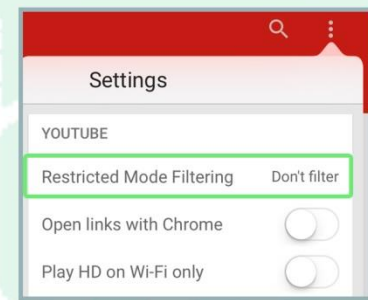 Settings
YOUTUBE
Restricted Mode Filtering Don't filter
Open links with Chrome
Play HD on Wi-Fi only